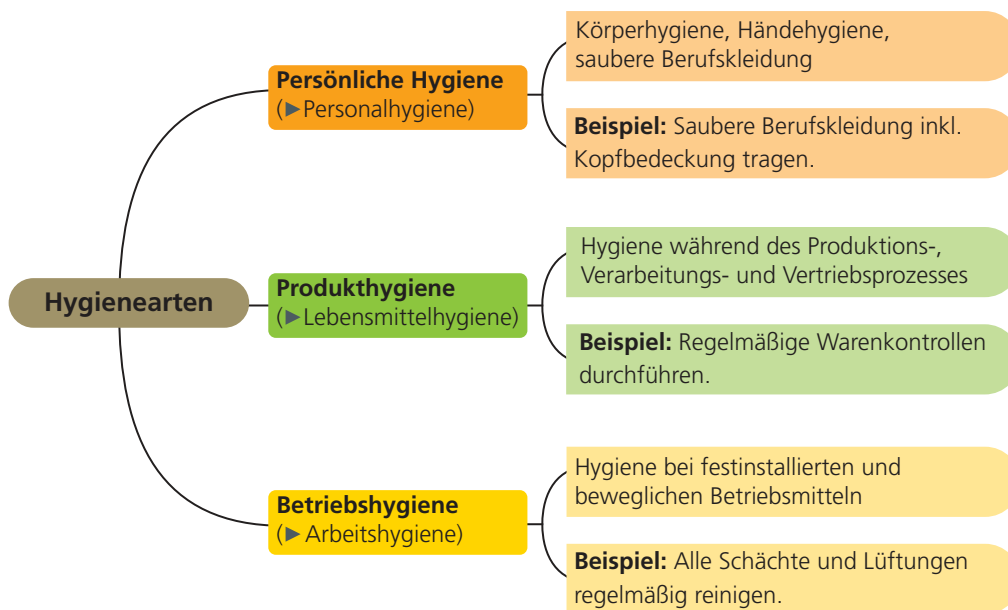 Hygienearten
Persönliche Hygiene
(►Personalhygiene)
Körperhygiene, Händehygiene,
saubere Berufskleidung
Beispiel: Saubere Berufskleidung inkl.
Kopfbedeckung tragen.
Produkthygiene
(►Lebensmittelhygiene)
Hygiene während des Produktions-,
Verarbeitungs- und Vertriebsprozesses
Beispiel: Regelmäßige Warenkontrollen
durchführen.
Betriebshygiene
(►Arbeitshygiene)
Hygiene bei festinstallierten und
beweglichen Betriebsmitteln
Beispiel: Alle Schächte und Lüftungen
regelmäßig reinigen.